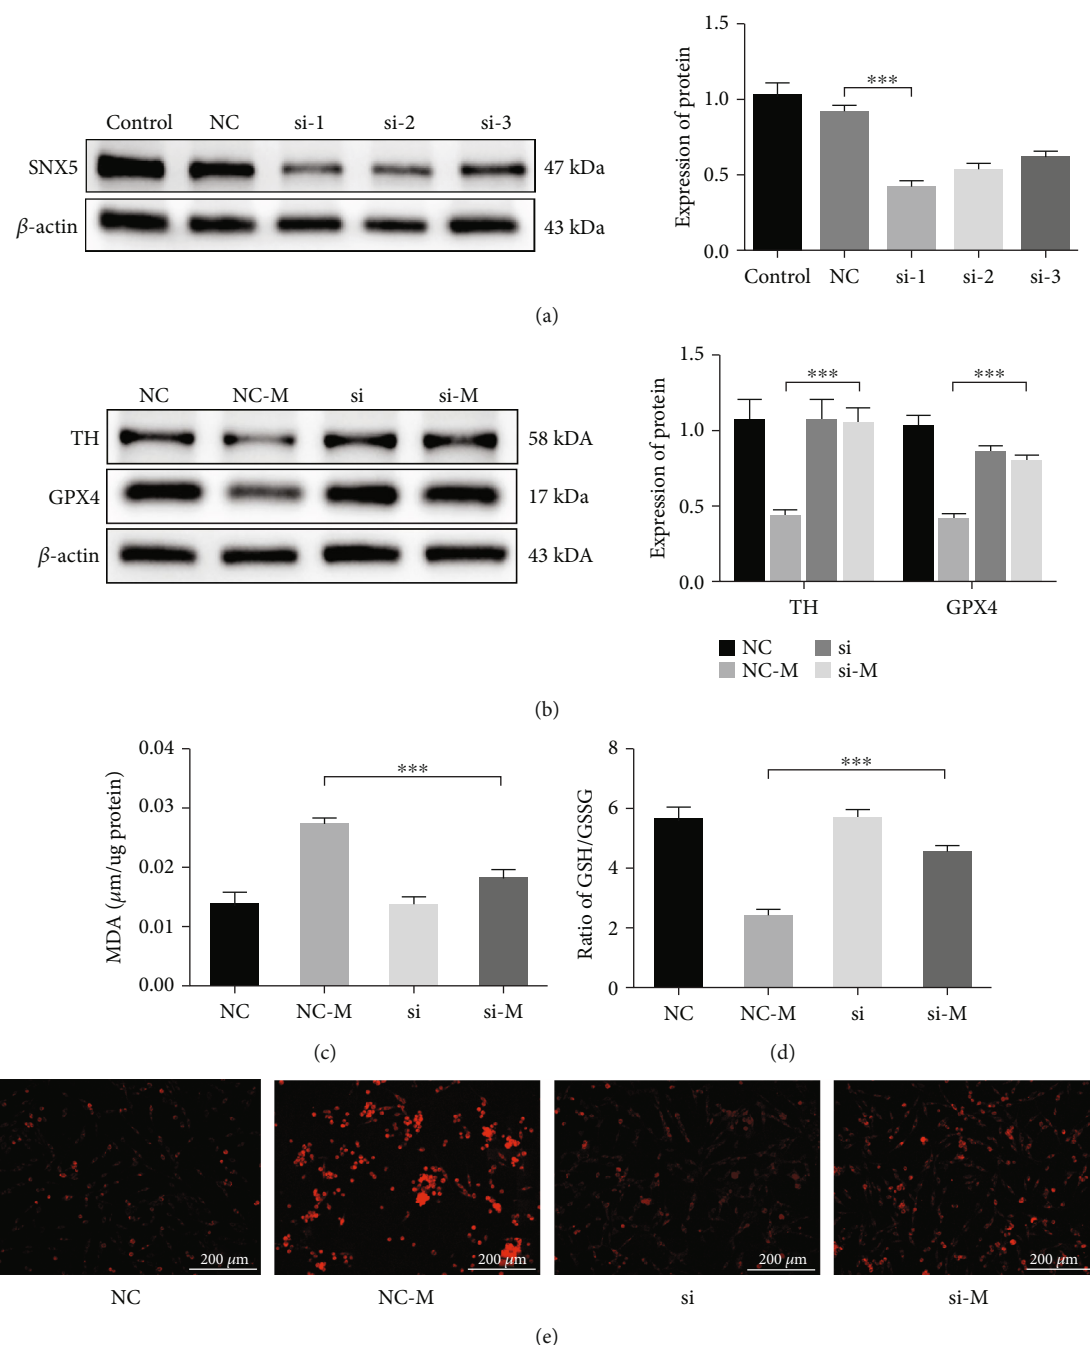 Control NC si-1 si-2 si-3
SNX5 47 kDa
β-actin 43 kDa
Expression of protein
1.5
1.0
0.5
0.0
***
Control NC si-1 si-2 si-3
(a)
NC NC-M si si-M
TH 58 kDA
GPX4 17 kDa
β-actin 43 kDA
Expression of protein
1.5
1.0
0.5
0.0
*** ***
TH GPX4
NC si
NC-M si-M
(b)
MDA (μm/ug protein)
0.04
0.03
0.02
0.01
0.00
***
NC NC-M si si-M
(c)
Ratio of GSH/GSSG
8
6
4
2
0
***
NC NC-M si si-M
(d)
200 μm 200 μm 200 μm 200 μm
NC NC-M si si-M
(e)